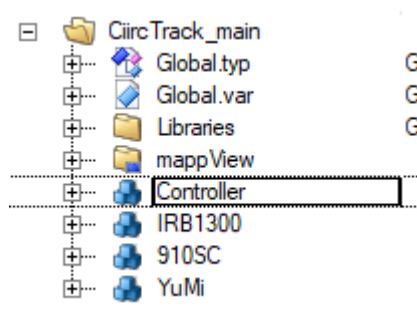 CiircTrack_main
Global.typ G
Global.var G
Libraries G
mappView
Controller
IRB1300
910SC
YuMi